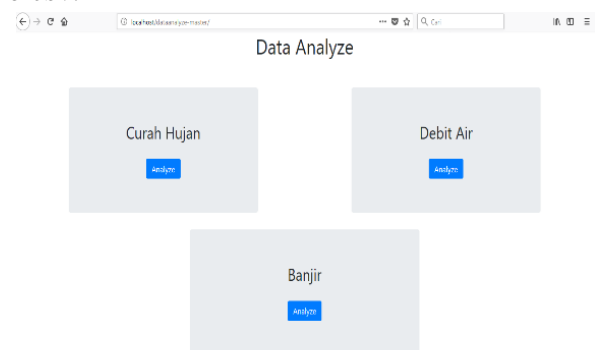 localhost/dataanalyze-master/
Cari
Data Analyze
Curah Hujan
Debit Air
Analyze
Analyze
Banjir
Analyze